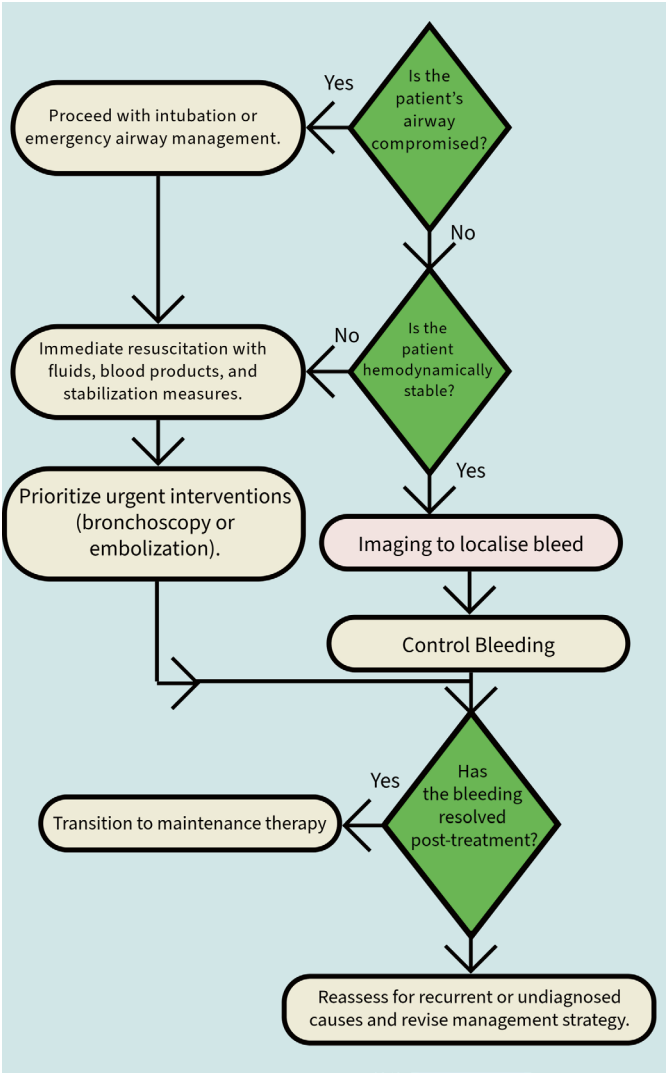 Is the
patient's
airway
compromised?
Yes
Proceed with intubation or
emergency airway management.
No
Is the
patient
hemodynamically
stable?
No
Immediate resuscitation with
fluids, blood products, and
stabilization measures.
Prioritize urgent interventions
(bronchoscopy or
embolization).
Yes
Imaging to localise bleed
Control Bleeding
Has
the bleeding
resolved
post-treatment?
Yes
Transition to maintenance therapy
Reassess for recurrent or undiagnosed
causes and revise management strategy.